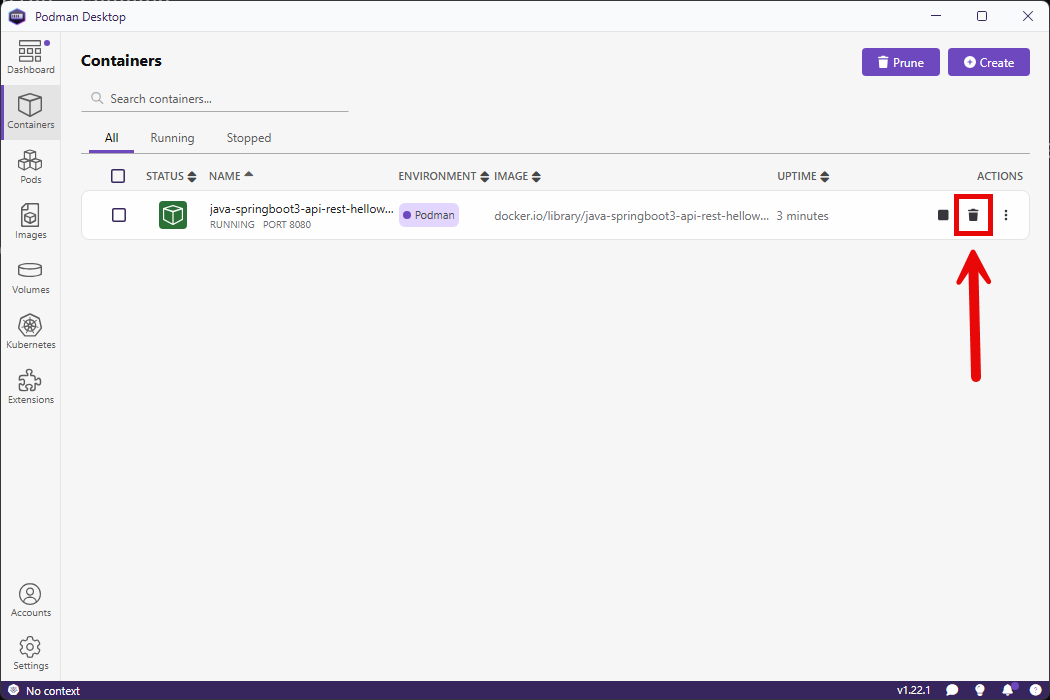 Podman Desktop
Dashboard
Containers
Pods
Images
Volumes
Kubernetes
Extensions
Accounts
Settings
Containers
Prune
Create
Search containers...
All Running Stopped
STATUS NAME ENVIRONMENT IMAGE UPTIME ACTIONS
java-springboot3-api-rest-hellow... Podman docker.io/library/java-springboot3-api-rest-hellow... 3 minutes
RUNNING PORT 8080
No context v1.22.1